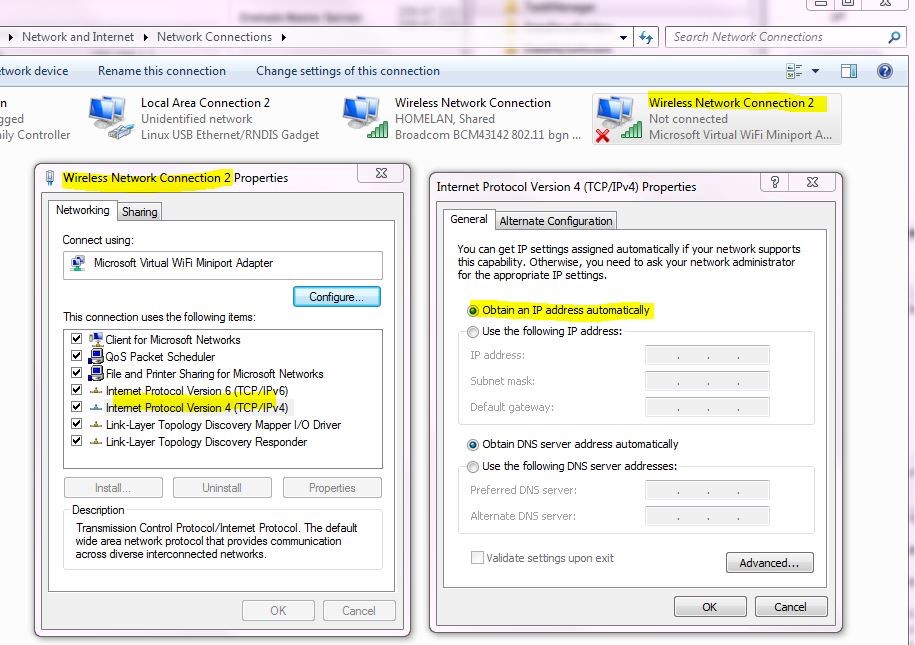 Network and Internet Network Connections Search Network Connections
twork device Rename this connection Change settings of this connection
n
gged
ily Controller
Local Area Connection 2
Unidentified network
Linux USB Ethernet/RNDIS Gadget
Wireless Network Connection
HOMELAN, Shared
Broadcom BCM43142 802.11 bgn ...
Wireless Network Connection 2
Not connected
Microsoft Virtual WiFi Miniport A...
Wireless Network Connection 2 Properties
Networking Sharing
Connect using:
Microsoft Virtual WiFi Miniport Adapter
Configure...
This connection uses the following items:
Client for Microsoft Networks
QoS Packet Scheduler
File and Printer Sharing for Microsoft Networks
Internet Protocol Version 6 (TCP/IPv6)
Internet Protocol Version 4 (TCP/IPv4)
Link-Layer Topology Discovery Mapper I/O Driver
Link-Layer Topology Discovery Responder
Install... Uninstall Properties
Description
Transmission Control Protocol/Internet Protocol. The default
wide area network protocol that provides communication
across diverse interconnected networks.
OK Cancel
Internet Protocol Version 4 (TCP/IPv4) Properties
General Alternate Configuration
You can get IP settings assigned automatically if your network supports
this capability. Otherwise, you need to ask your network administrator
for the appropriate IP settings.
Obtain an IP address automatically
Use the following IP address:
IP address: . . .
Subnet mask: . . .
Default gateway: . . .
Obtain DNS server address automatically
Use the following DNS server addresses:
Preferred DNS server: . . .
Alternate DNS server: . . .
Validate settings upon exit
Advanced...
OK Cancel